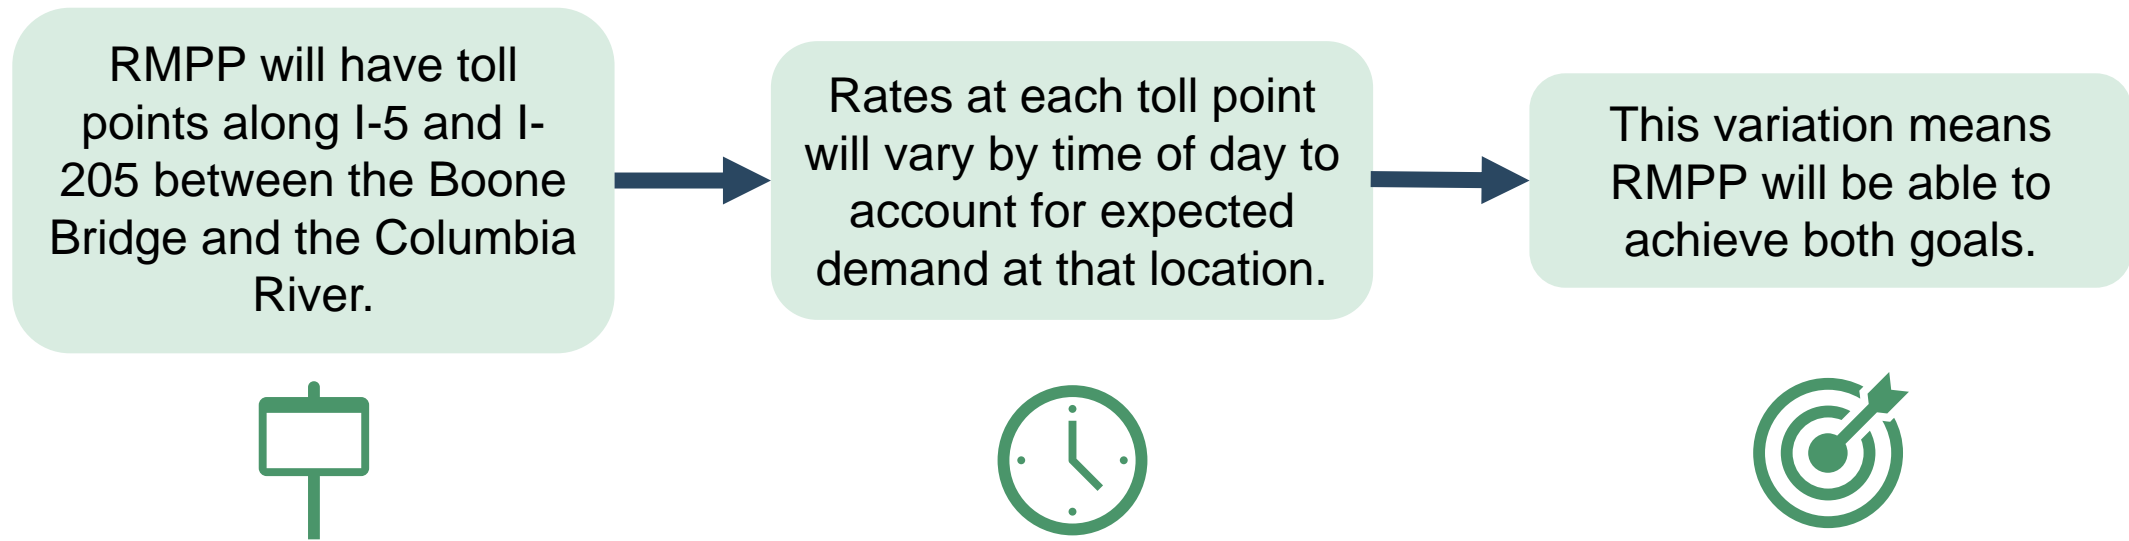 RMPP will have toll
points along I-5 and I-
205 between the Boone
Bridge and the Columbia
River.
Rates at each toll point
will vary by time of day to
account for expected
demand at that location.
This variation means
RMPP will be able to
achieve both goals.